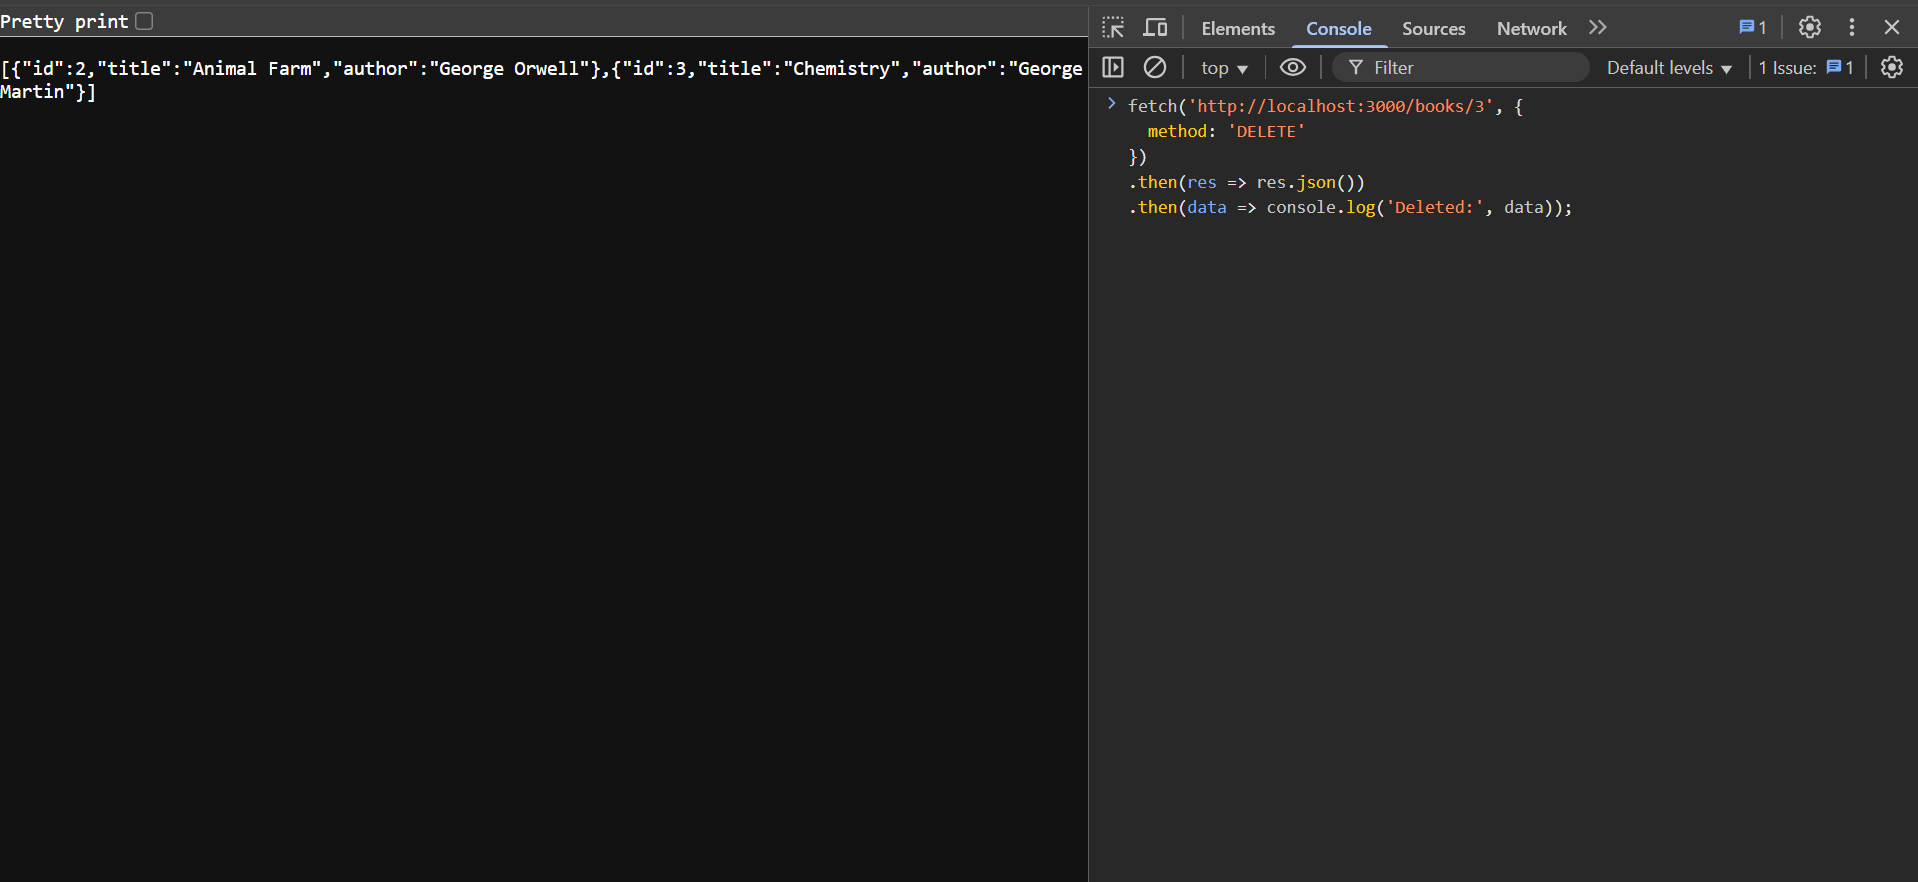 Pretty print
[{"id":2,"title":"Animal Farm","author":"George Orwell"},{"id":3,"title":"Chemistry","author":"George
Martin"}]
Elements Console Sources Network 1
top Filter Default levels 1 Issue: 1
fetch('http://localhost:3000/books/3', {
method: 'DELETE'
})
.then(res => res.json())
.then(data => console.log('Deleted:', data));